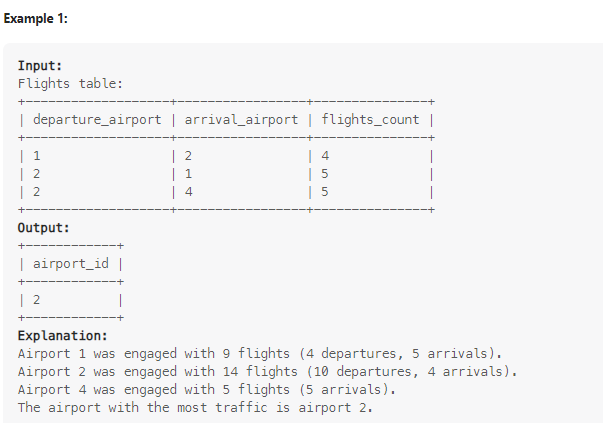 Example 1:
Input:
Flights table:
+-------------------+-----------------+---------------+
| departure_airport | arrival_airport | flights_count |
+-------------------+-----------------+---------------+
| 1                 | 2               | 4             |
| 2                 | 1               | 5             |
| 2                 | 4               | 5             |
+-------------------+-----------------+---------------+
Output:
+------------+
| airport_id |
+------------+
| 2          |
+------------+
Explanation:
Airport 1 was engaged with 9 flights (4 departures, 5 arrivals).
Airport 2 was engaged with 14 flights (10 departures, 4 arrivals).
Airport 4 was engaged with 5 flights (5 arrivals).
The airport with the most traffic is airport 2.